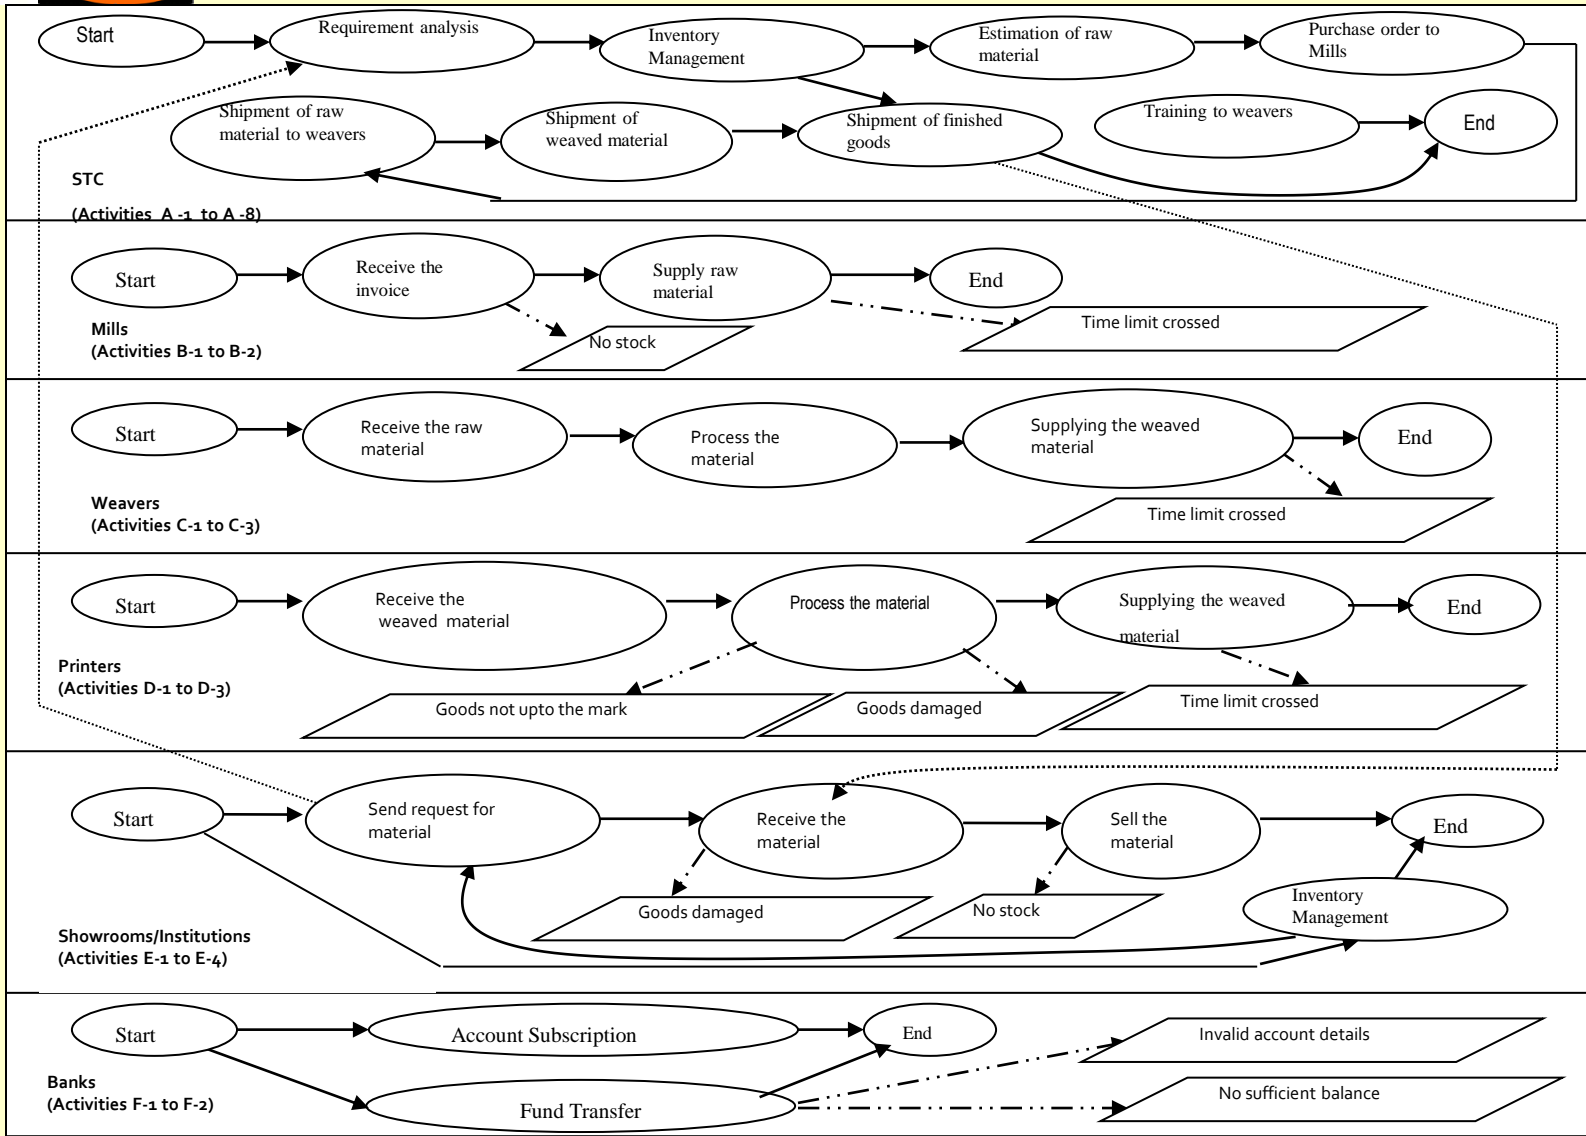 Start
Requirement analysis
Inventory
Management
Estimation of raw
material
Purchase order to
Mills
Shipment of raw
material to weavers
Shipment of
weaved material
Shipment of finished
goods
Training to weavers
End
STC
(Activities A -1 to A -8)
Start
Receive the
invoice
Supply raw
material
End
No stock
Time limit crossed
Mills
(Activities B-1 to B-2)
Start
Receive the raw
material
Process the
material
Supplying the weaved
material
End
Time limit crossed
Weavers
(Activities C-1 to C-3)
Start
Receive the
weaved material
Process the material
Supplying the weaved
material
End
Printers
(Activities D-1 to D-3)
Goods not upto the mark
Goods damaged
Time limit crossed
Start
Send request for
material
Receive the
material
Sell the
material
End
Goods damaged
No stock
Inventory
Management
Showrooms/Institutions
(Activities E-1 to E-4)
Start
Account Subscription
End
Invalid account details
Banks
(Activities F-1 to F-2)
Fund Transfer
No sufficient balance